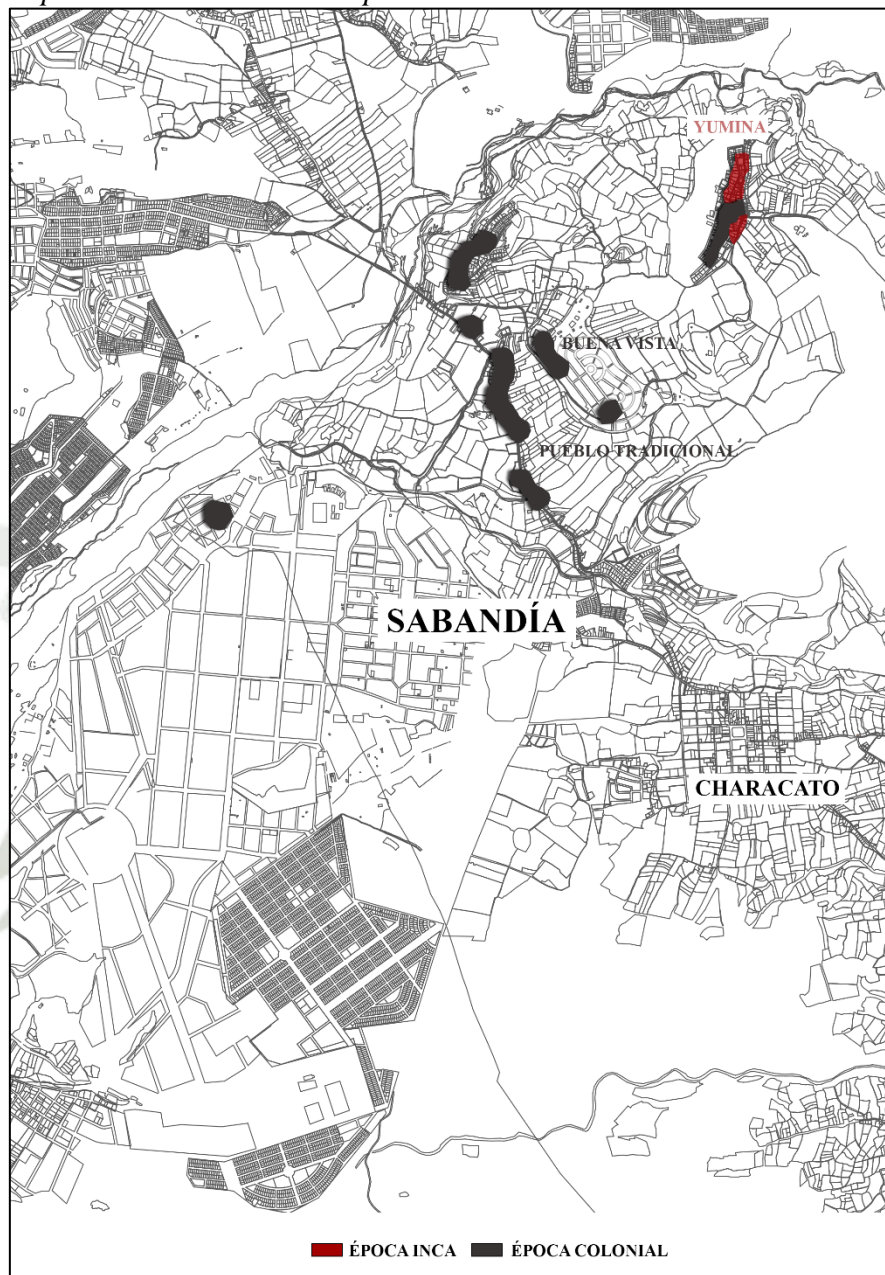 YUMINA
BUENA VISTA
PUEBLO TRADICIONAL
SABANDÍA
CHARACATO
ÉPOCA INCA ÉPOCA COLONIAL